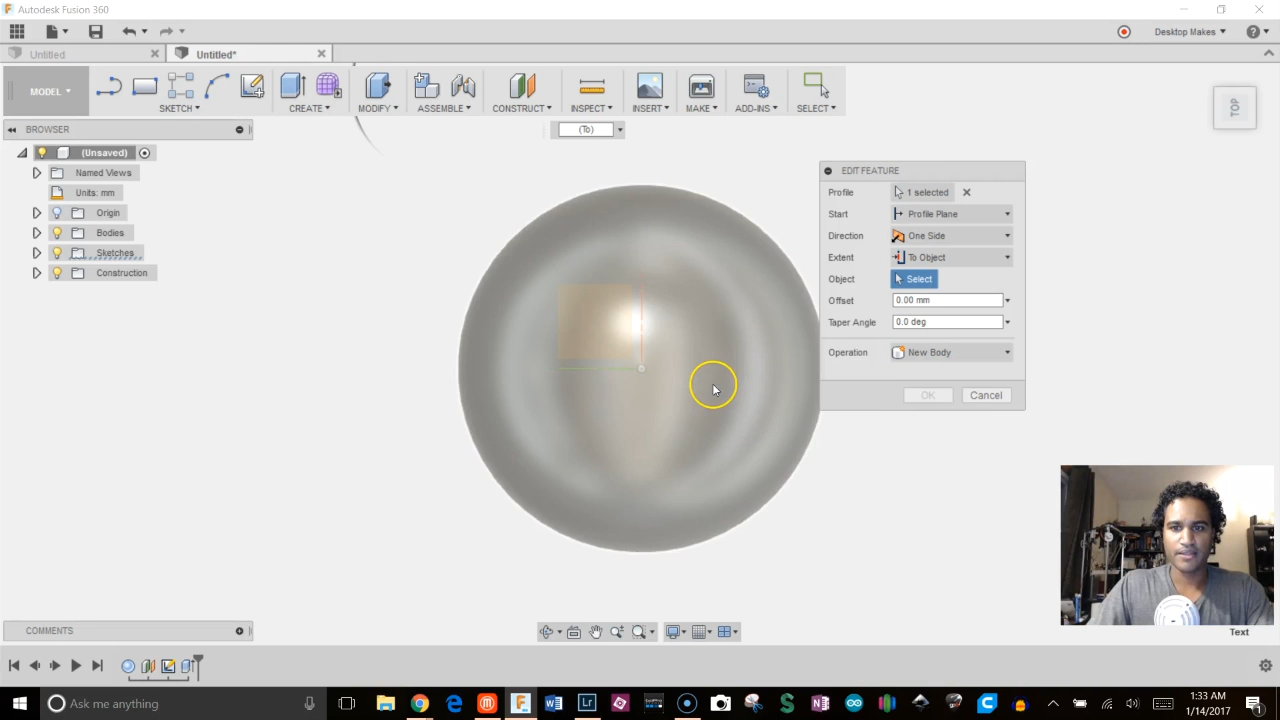 Autodesk Fusion 360
Desktop Makes
Untitled
Untitled*
MODEL
SKETCH
CREATE
MODIFY
ASSEMBLE
CONSTRUCT
INSPECT
INSERT
MAKE
ADD-INS
SELECT
TOP
BROWSER
(To)
(Unsaved)
Named Views
Units: mm
Origin
Bodies
Sketches
Construction
EDIT FEATURE
Profile 1 selected
Start Profile Plane
Direction One Side
Extent To Object
Object Select
Offset 0.00 mm
Taper Angle 0.0 deg
Operation New Body
OK Cancel
COMMENTS
Text
Ask me anything
1:33 AM
1/14/2017